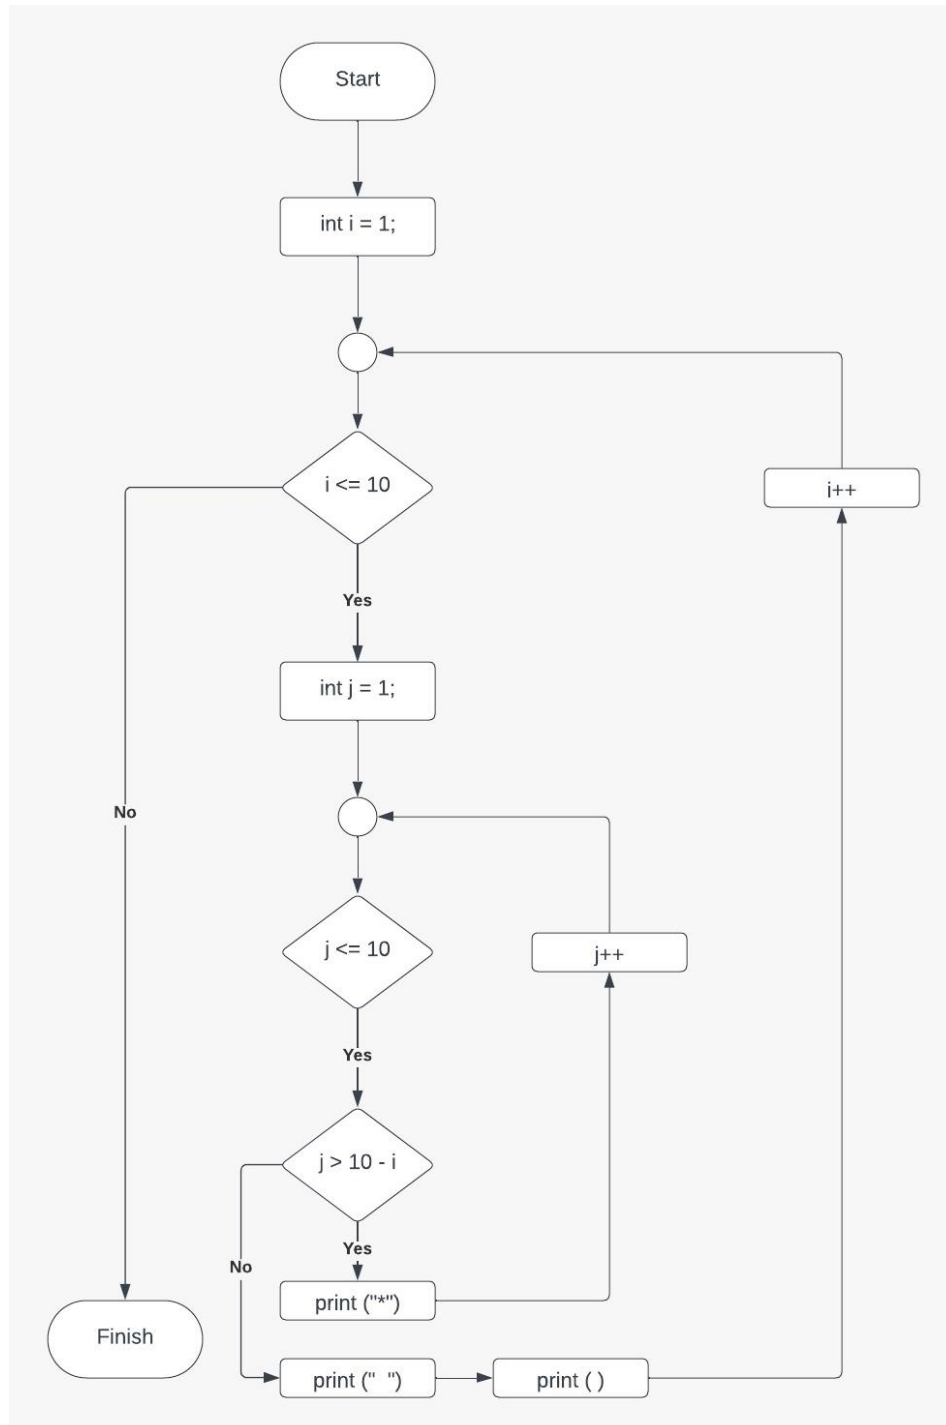 Start
int i = 1;
i <= 10
i++
Yes
int j = 1;
No
j <= 10
j++
Yes
j > 10 - i
Yes
No
print ("*")
Finish
print ("  ")
print ( )